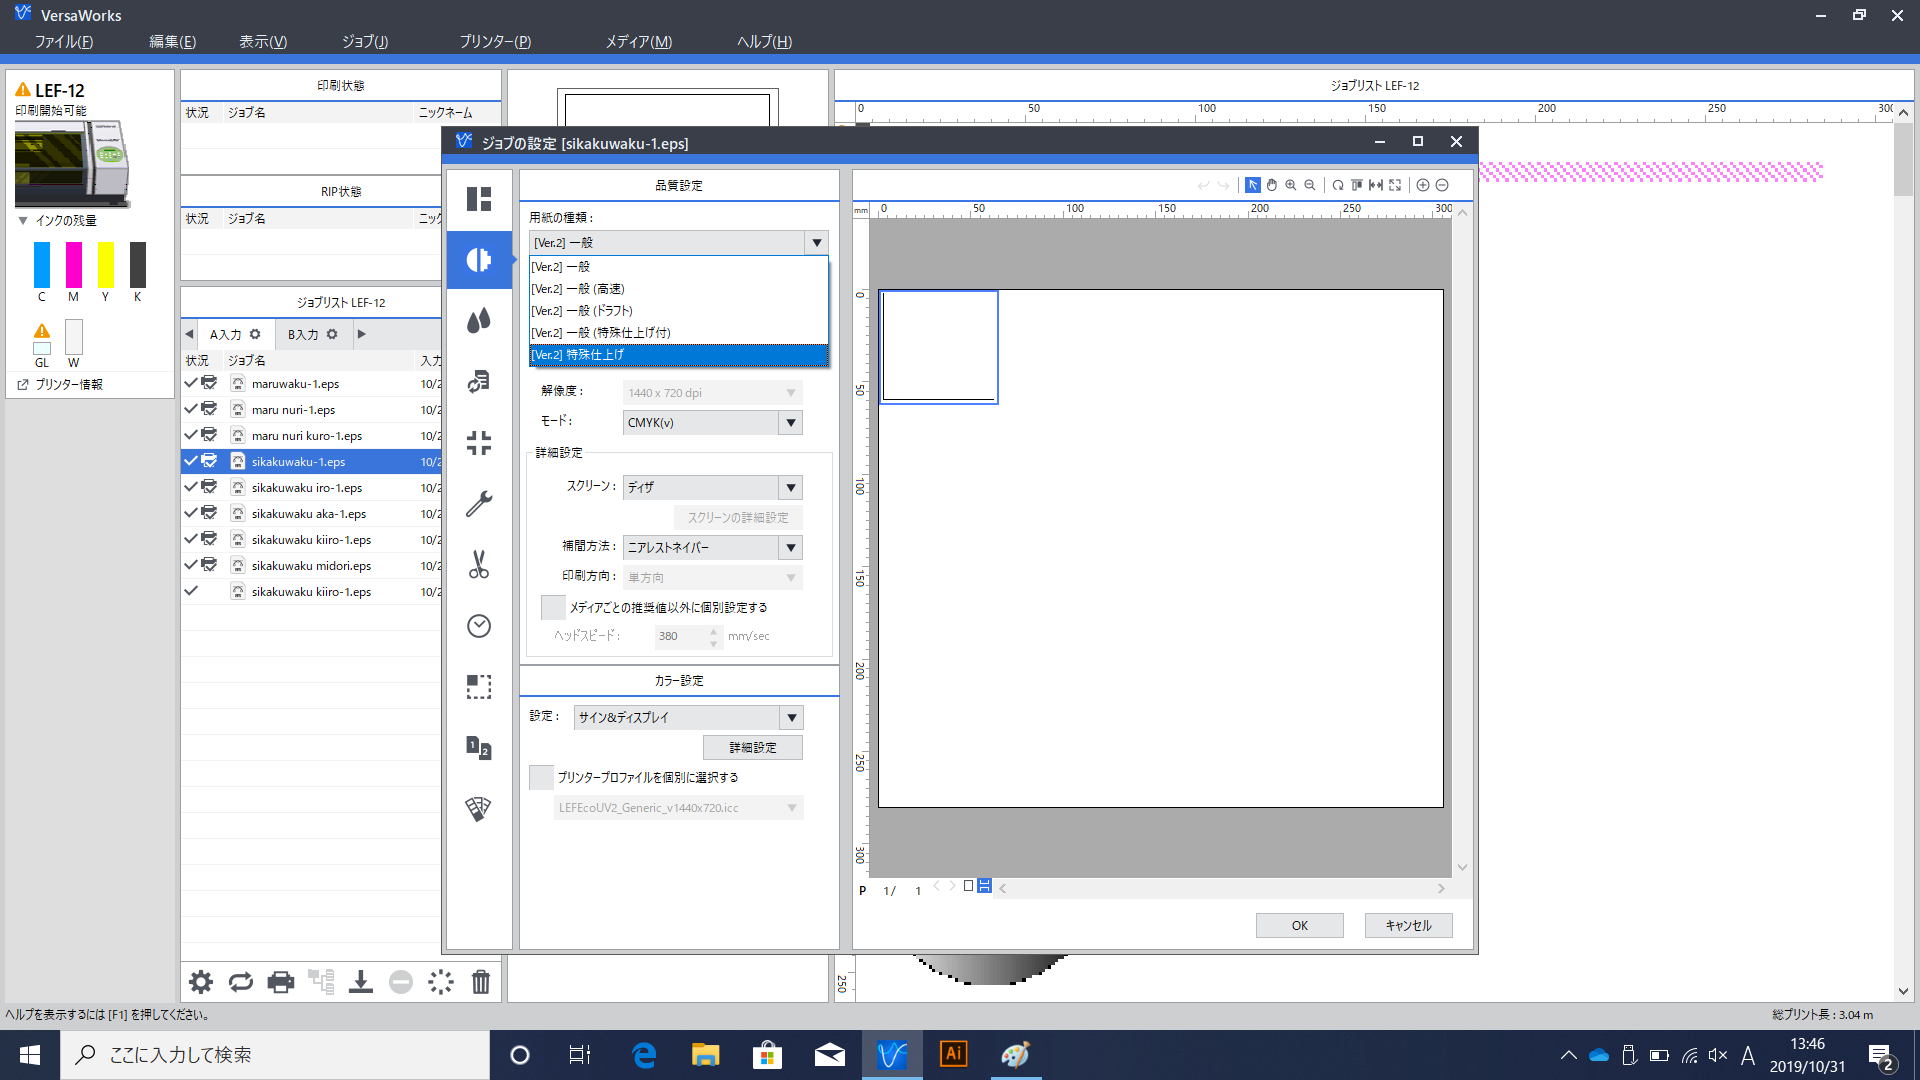 VersaWorks
ファイル(F) 編集(E) 表示(V) ジョブ(J) プリンター(P) メディア(M) ヘルプ(H)
LEF-12
印刷開始可能
インクの残量
C M Y K
GL W
プリンター情報
印刷状態
状況 ジョブ名 ニックネーム
RIP状態
状況 ジョブ名 ニック
ジョブリスト LEF-12
A入力 B入力
状況 ジョブ名 入力
maruwaku-1.eps 10/2
maru nuri-1.eps 10/2
maru nuri kuro-1.eps 10/2
sikakuwaku-1.eps 10/2
sikakuwaku iro-1.eps 10/2
sikakuwaku aka-1.eps 10/2
sikakuwaku kiiro-1.eps 10/2
sikakuwaku midori.eps 10/2
sikakuwaku kiiro-1.eps 10/2
ジョブリスト LEF-12
0 50 100 150 200 250 300
250
ジョブの設定 [sikakuwaku-1.eps]
品質設定
用紙の種類 :
[Ver.2] 一般
[Ver.2] 一般
[Ver.2] 一般 (高速)
[Ver.2] 一般 (ドラフト)
[Ver.2] 一般 (特殊仕上げ付)
[Ver.2] 特殊仕上げ
解像度 : 1440 x 720 dpi
モード : CMYK(v)
詳細設定
スクリーン : ディザ
スクリーンの詳細設定
補間方法 : ニアレストネイバー
印刷方向 : 単方向
メディアごとの推奨値以外に個別設定する
ヘッドスピード : 380 mm/sec
カラー設定
設定 : サイン&ディスプレイ
詳細設定
プリンタープロファイルを個別に選択する
LEFEcoUV2_Generic_v1440x720.icc
mm 0 50 100 150 200 250 300
0
50
100
150
200
250
300
P 1/ 1
OK キャンセル
ヘルプを表示するには [F1] を押してください。
総プリント長 : 3.04 m
ここに入力して検索
Ai
A
13:46
2019/10/31
2